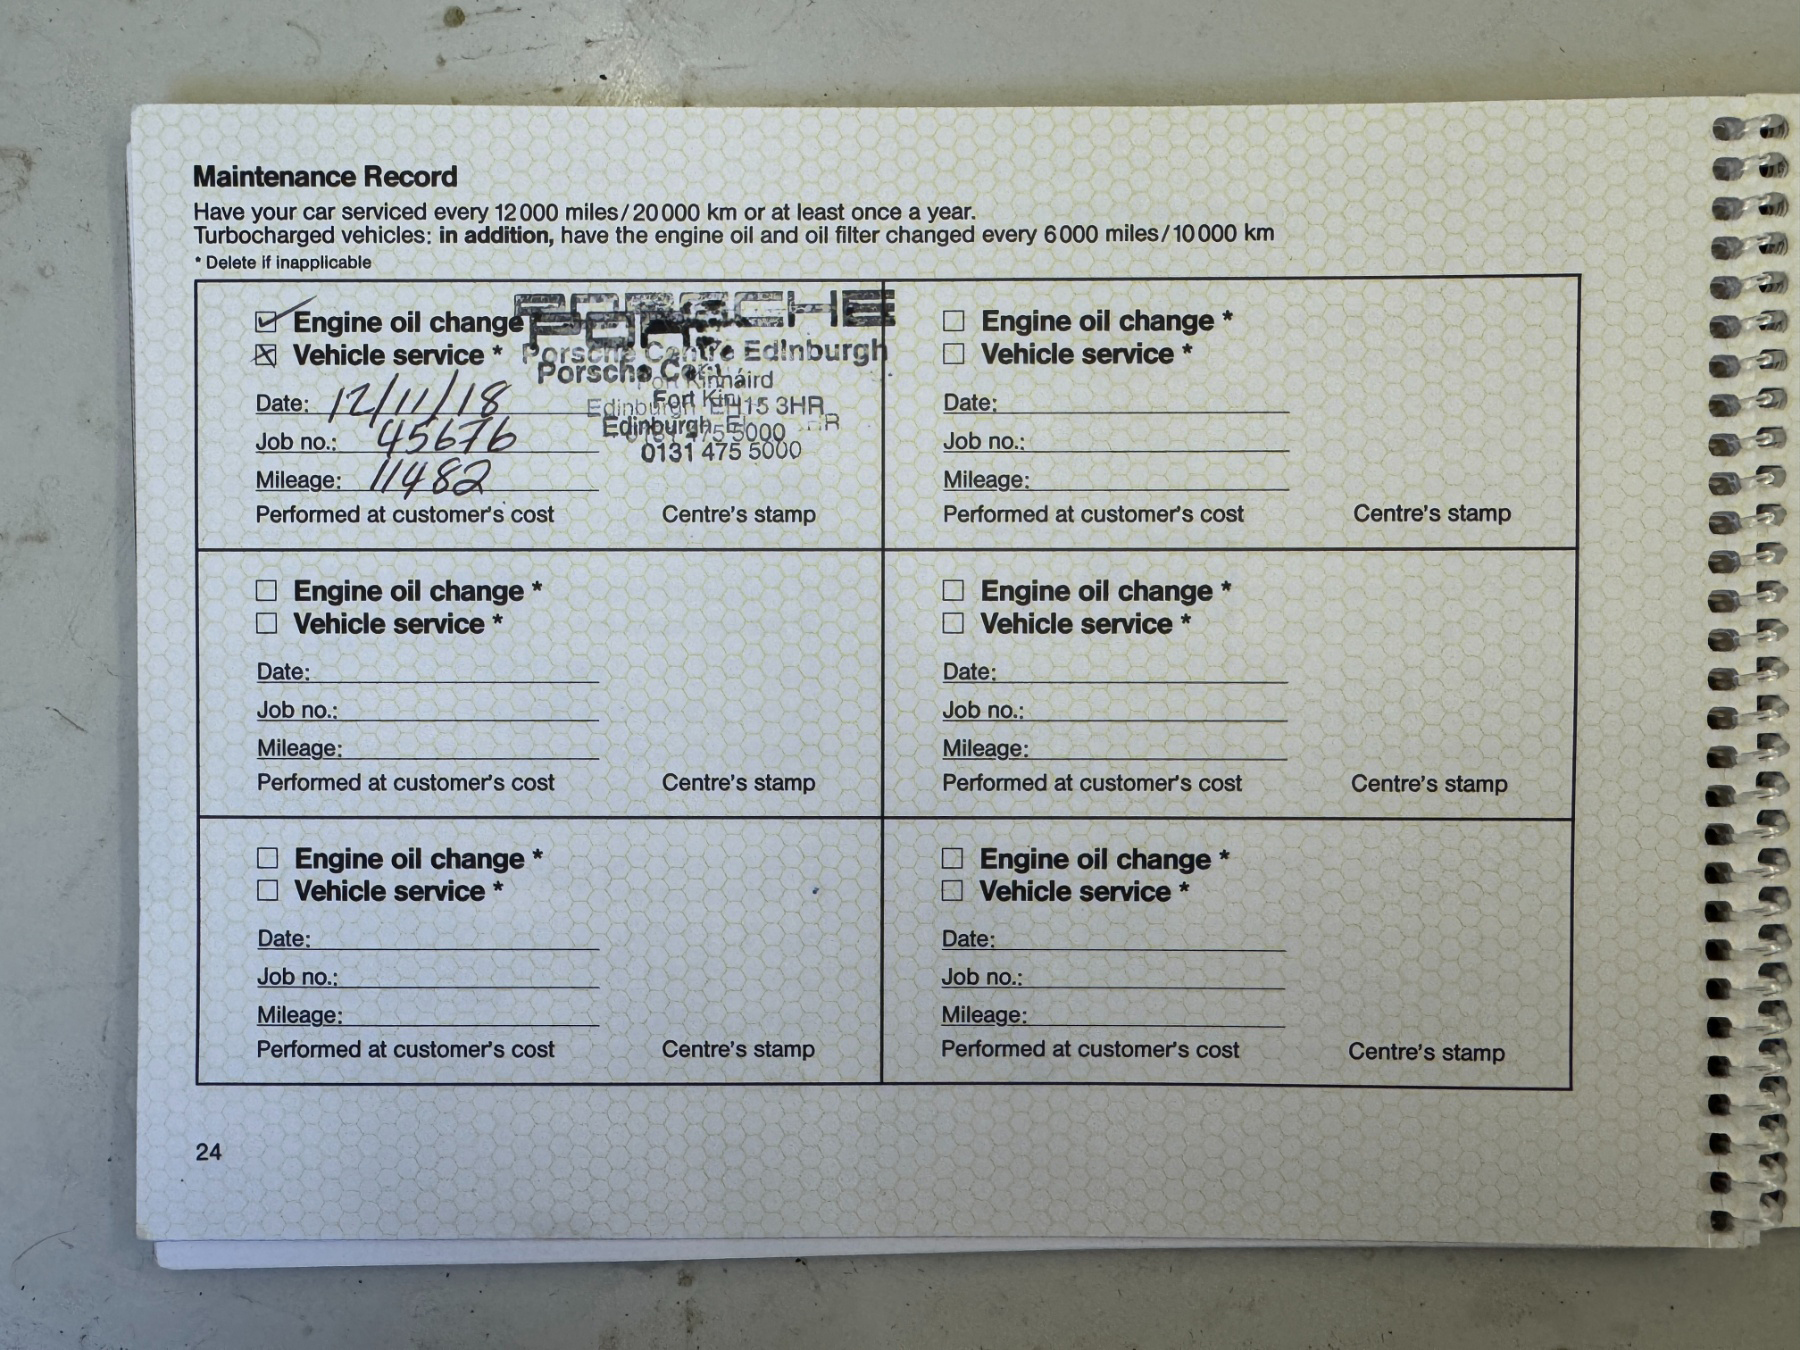 Maintenance Record
Have your car serviced every 12 000 miles / 20 000 km or at least once a year.
Turbocharged vehicles: in addition, have the engine oil and oil filter changed every 6 000 miles / 10 000 km
* Delete if inapplicable
Engine oil change
Vehicle service *
PORSCHE
Porsche Centre Edinburgh
Porsche
Fort Kinnaird
Fort
Edinburgh EH15 3HR
Edinburgh
0131 475 5000
0131 475 5000
Date: 12/11/18
Job no.: 45676
Mileage: 11482
Performed at customer's cost Centre's stamp
Engine oil change *
Vehicle service *
Date:
Job no.:
Mileage:
Performed at customer's cost Centre's stamp
Engine oil change *
Vehicle service *
Date:
Job no.:
Mileage:
Performed at customer's cost Centre's stamp
Engine oil change *
Vehicle service *
Date:
Job no.:
Mileage:
Performed at customer's cost Centre's stamp
Engine oil change *
Vehicle service *
Date:
Job no.:
Mileage:
Performed at customer's cost Centre's stamp
Engine oil change *
Vehicle service *
Date:
Job no.:
Mileage:
Performed at customer's cost Centre's stamp
24